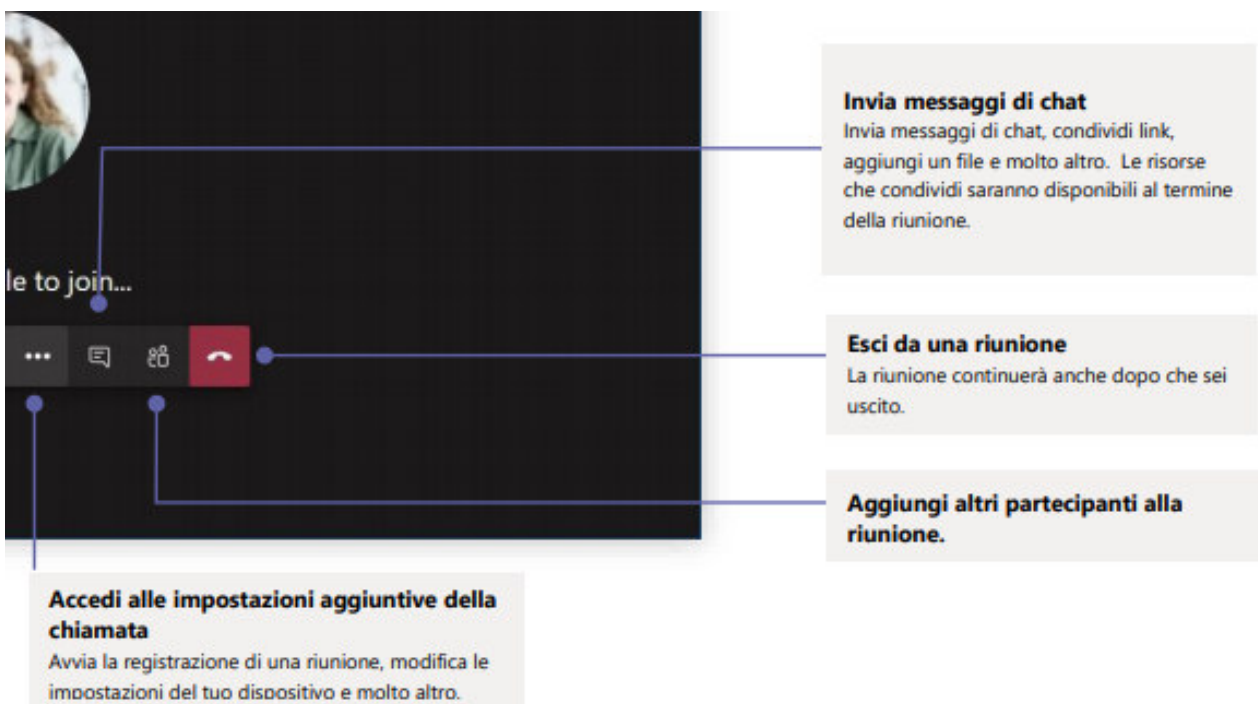 Invia messaggi di chat
Invia messaggi di chat, condividi link,
aggiungi un file e molto altro. Le risorse
che condividi saranno disponibili al termine
della riunione.
le to join...
Esci da una riunione
La riunione continuerà anche dopo che sei
uscito.
Aggiungi altri partecipanti alla
riunione.
Accedi alle impostazioni aggiuntive della
chiamata
Avvia la registrazione di una riunione, modifica le
impostazioni del tuo dispositivo e molto altro.